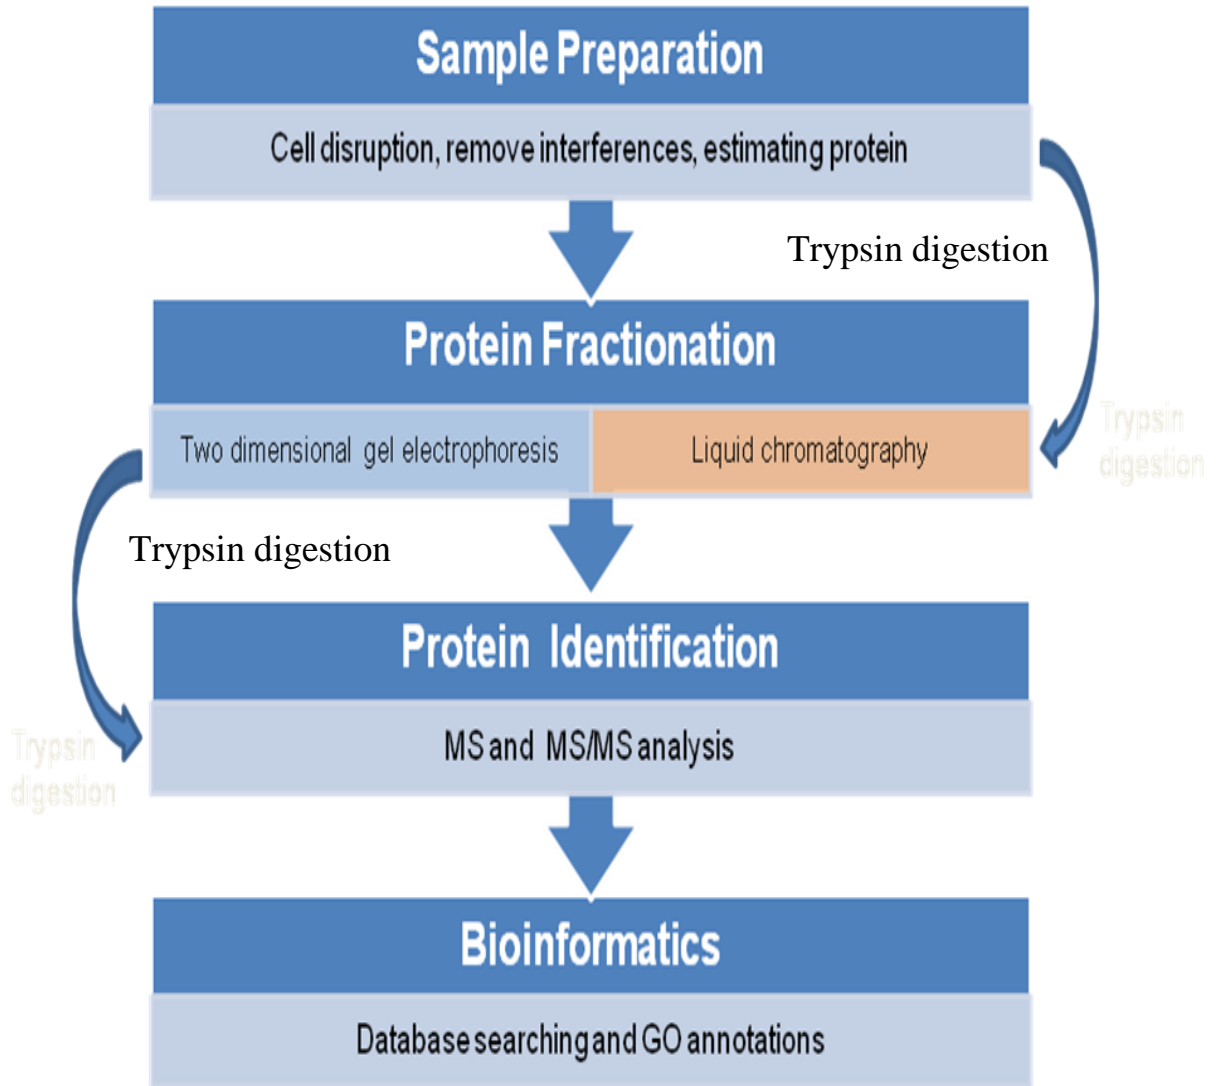 Sample Preparation
Cell disruption, remove interferences, estimating protein
Trypsin digestion
Protein Fractionation
Two dimensional gel electrophoresis
Liquid chromatography
Trypsin
digestion
Trypsin digestion
Protein Identification
MS and MS/MS analysis
Trypsin
digestion
Bioinformatics
Database searching and GO annotations